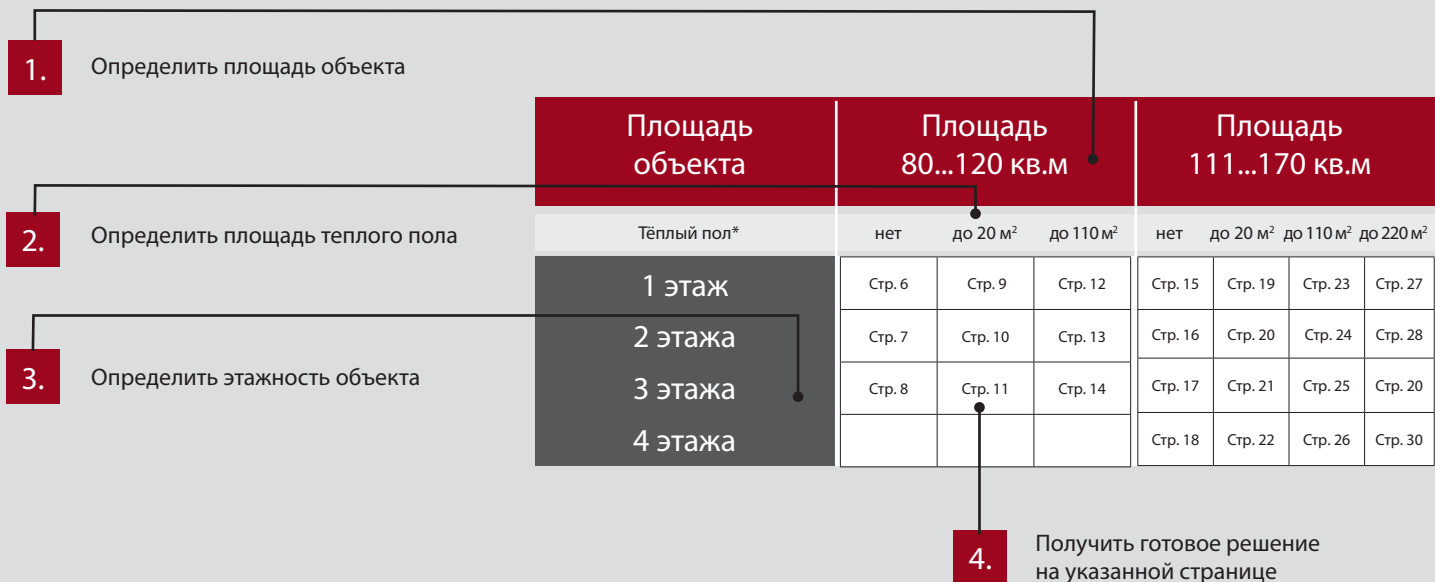 1. Определить площадь объекта
Площадь объекта Площадь 80...120 кв.м Площадь 111...170 кв.м
2. Определить площадь теплого пола
Тёплый пол* нет до 20 м² до 110 м² нет до 20 м² до 110 м² до 220 м²
1 этаж Стр. 6 Стр. 9 Стр. 12 Стр. 15 Стр. 19 Стр. 23 Стр. 27
2 этажа Стр. 7 Стр. 10 Стр. 13 Стр. 16 Стр. 20 Стр. 24 Стр. 28
3. Определить этажность объекта
3 этажа Стр. 8 Стр. 11 Стр. 14 Стр. 17 Стр. 21 Стр. 25 Стр. 20
4 этажа Стр. 18 Стр. 22 Стр. 26 Стр. 30
4. Получить готовое решение
на указанной странице